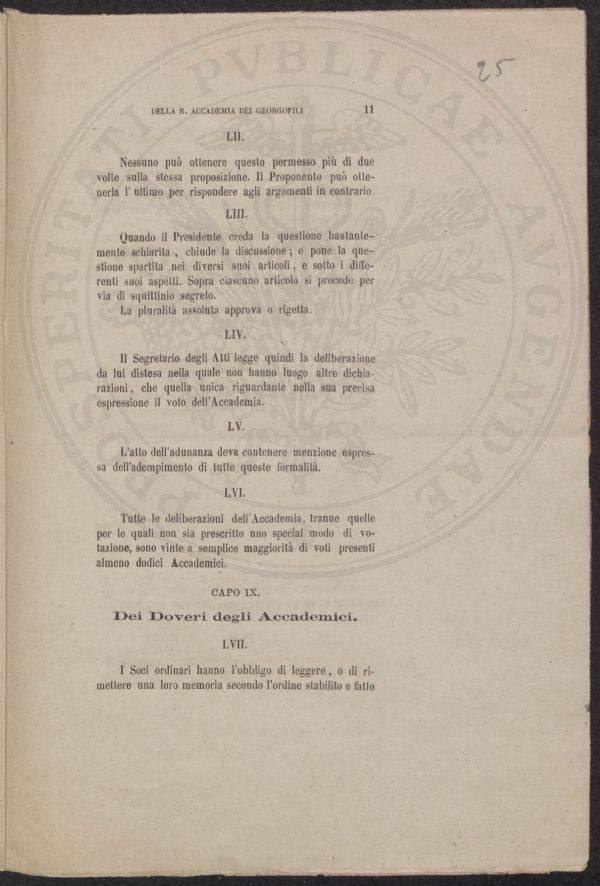 25
DELLA R. ACCADEMIA DEI GEORGOFILI 11
LII.
Nessuno può ottenere questo permesso più di due
volte sulla stessa proposizione. Il Proponente può otte-
nerla l' ultimo per rispondere agli argomenti in contrario.
LIII.
Quando il Presidente creda la questione bastante-
mente schiarita , chiude la discussione ; e pone la que-
stione spartita nei diversi suoi articoli , e sotto i diffe-
renti suoi aspetti. Sopra ciascuno articolo si procede per
via di squittinio segreto.
La pluralità assoluta approva o rigetta.
LIV.
Il Segretario degli Atti legge quindi la deliberazione
da lui distesa nella quale non hanno luogo altre dichia-
razioni , che quella unica riguardante nella sua precisa
espressione il voto dell'Accademia.
LV.
L'atto dell'adunanza deve contenere menzione espres-
sa dell'adempimento di tutte queste formalità.
LVI.
Tutte le deliberazioni dell'Accademia, tranne quelle
per le quali non sia prescritto uno special modo di vo-
tazione, sono vinte a semplice maggiorità di voti presenti
almeno dodici Accademici.
CAPO IX.
Dei Doveri degli Accademici.
LVII.
I Soci ordinari hanno l'obbligo di leggere , o di ri-
mettere una loro memoria secondo l'ordine stabilito e fatto
PROSPERITATI PVBLICAE AVGENDAE